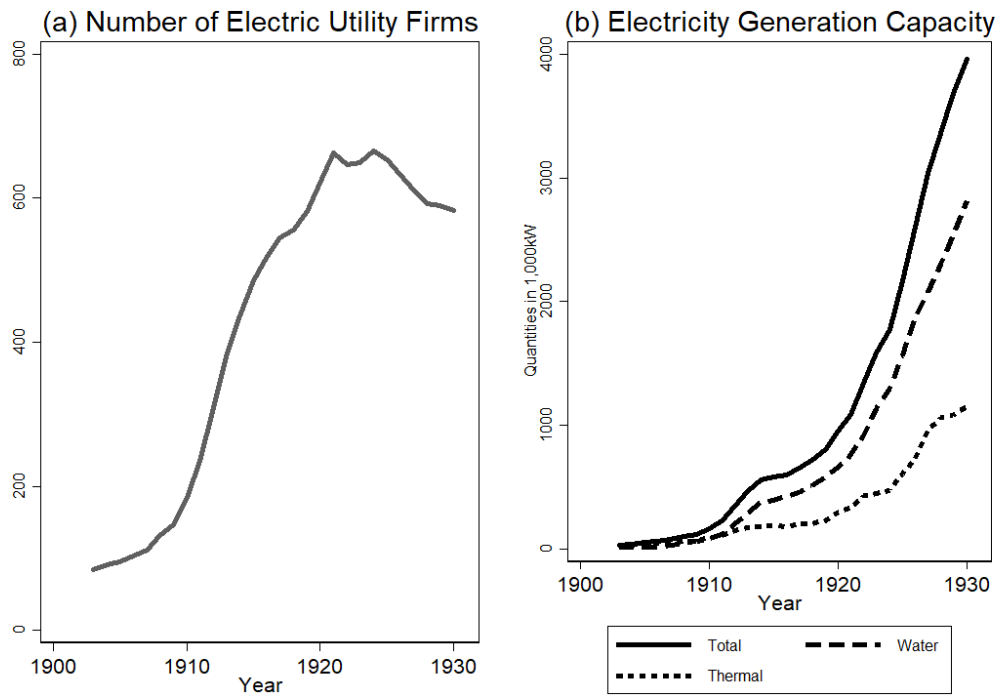 (a) Number of Electric Utility Firms
800
600
400
200
0
1900 1910 1920 1930
Year
(b) Electricity Generation Capacity
Quantities in 1,000kW
4000
3000
2000
1000
0
1900 1910 1920 1930
Year
Total Water
Thermal